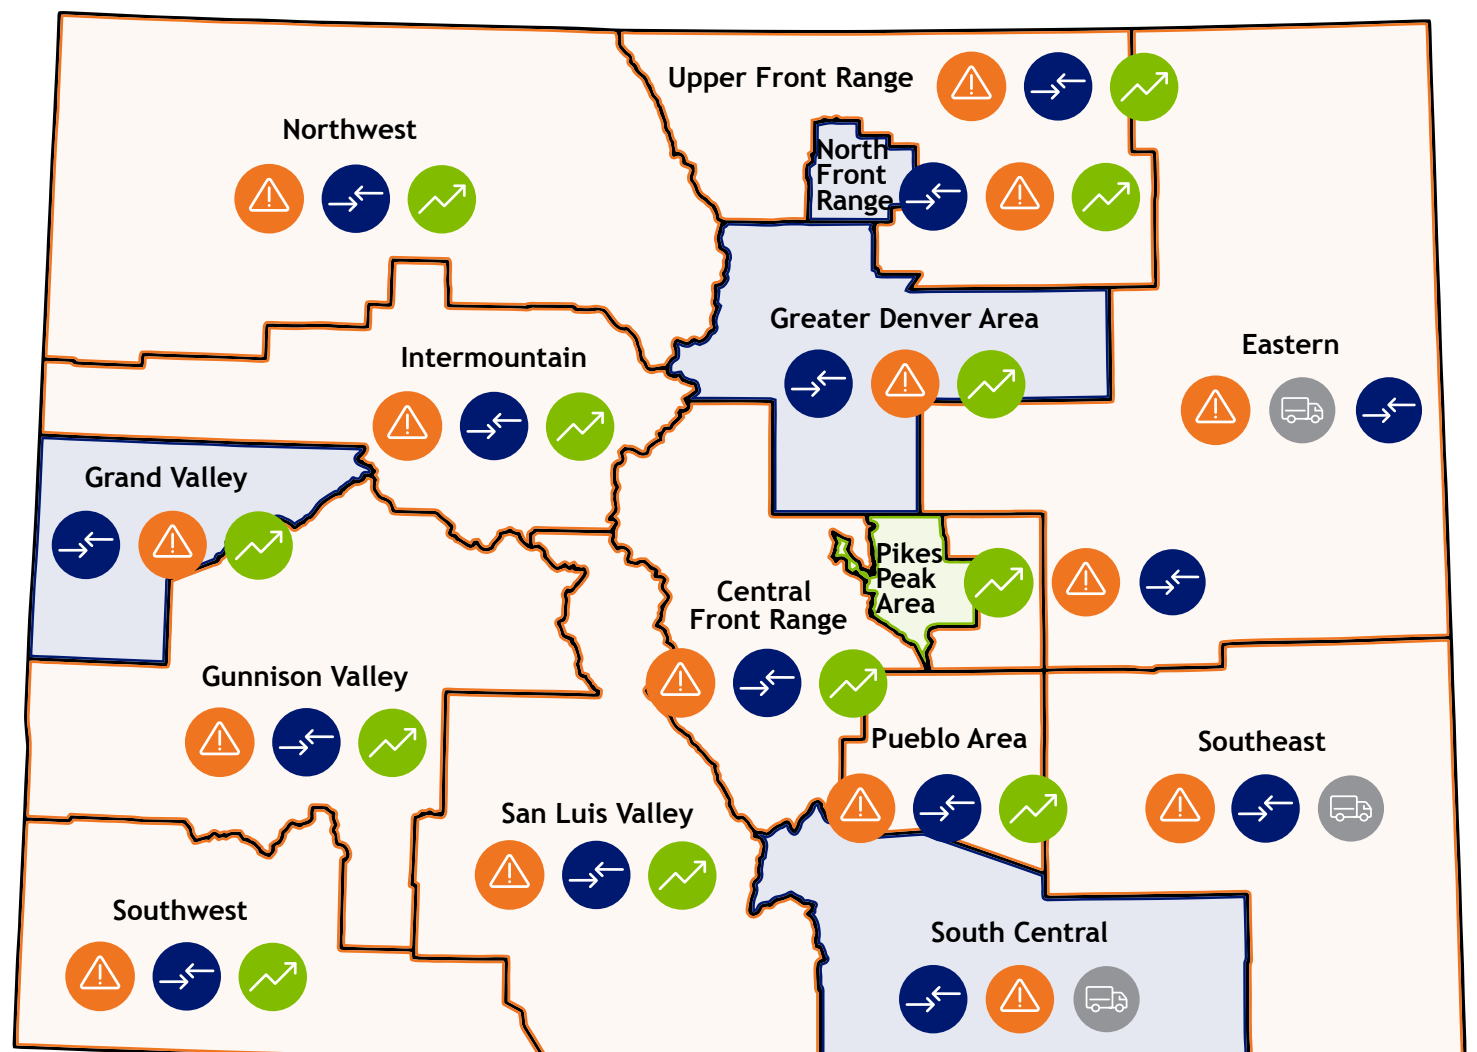 Upper Front Range
Northwest
North
Front
Range
Greater Denver Area
Eastern
Intermountain
Grand Valley
Pikes
Peak
Area
Central
Front Range
Gunnison Valley
Pueblo Area
Southeast
San Luis Valley
Southwest
South Central